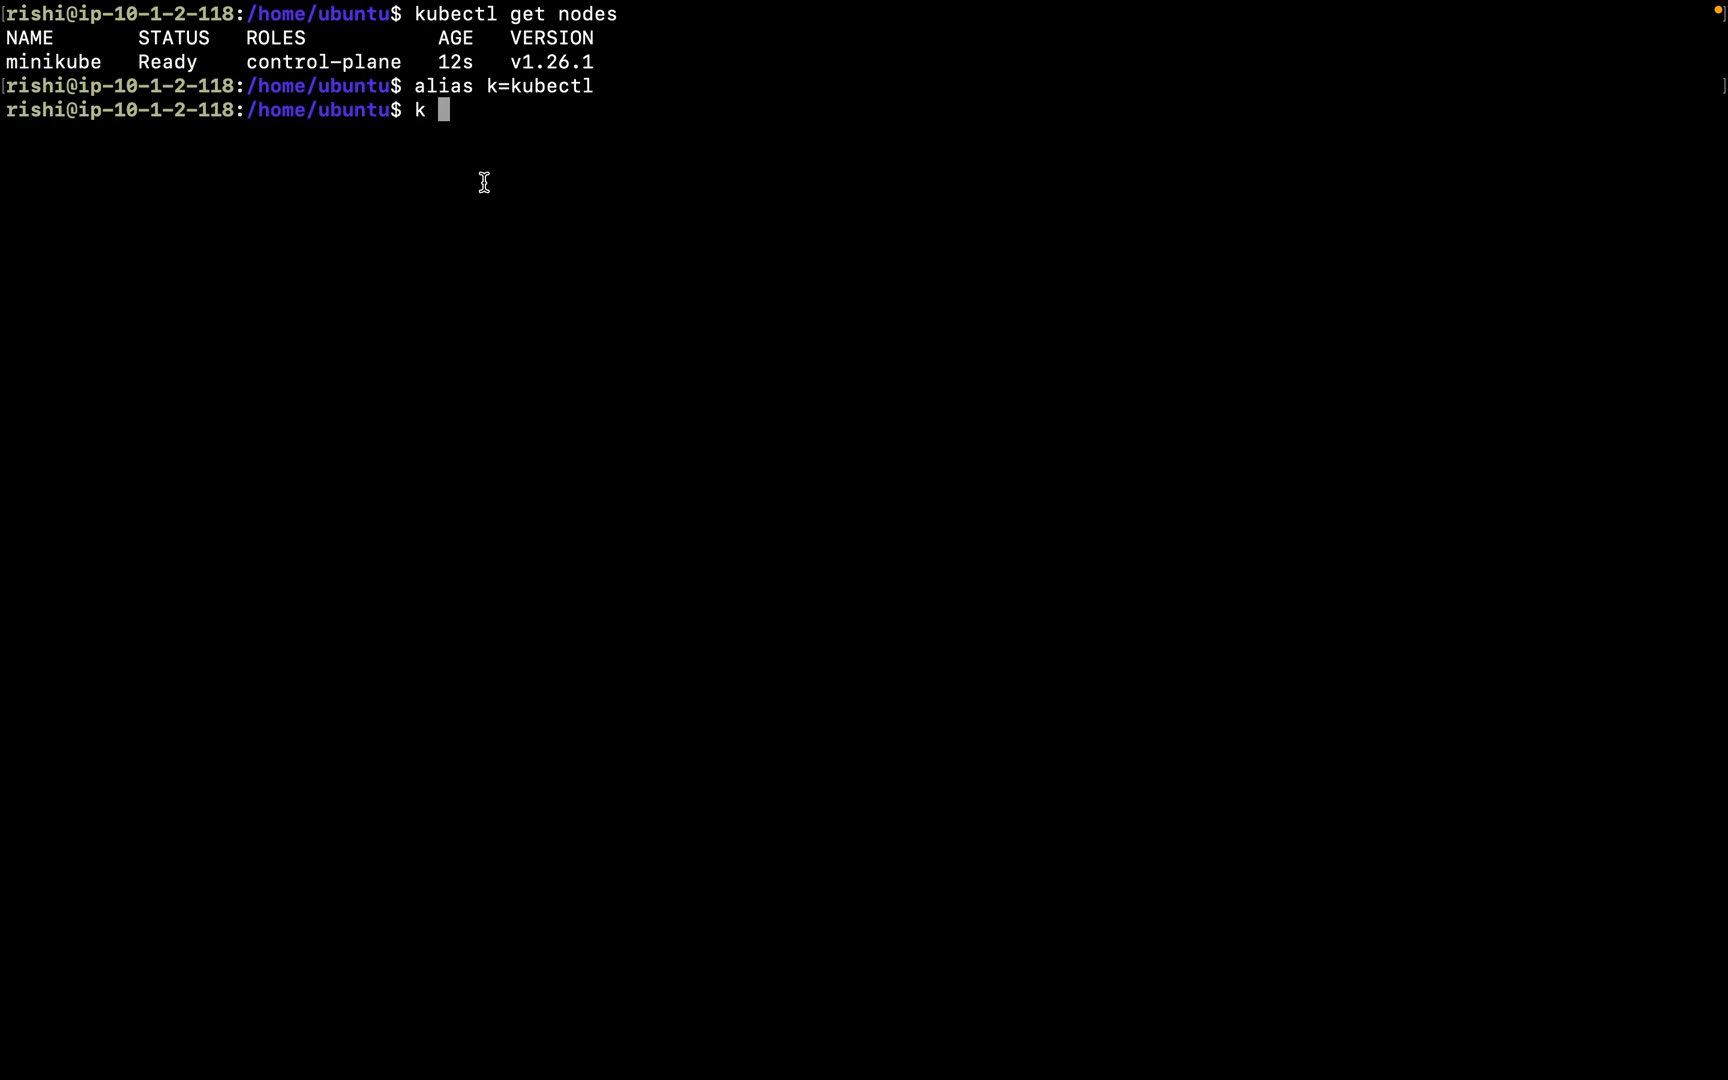 rishi@ip-10-1-2-118:/home/ubuntu$ kubectl get nodes
NAME       STATUS   ROLES           AGE   VERSION
minikube   Ready    control-plane   12s   v1.26.1
rishi@ip-10-1-2-118:/home/ubuntu$ alias k=kubectl
rishi@ip-10-1-2-118:/home/ubuntu$ k